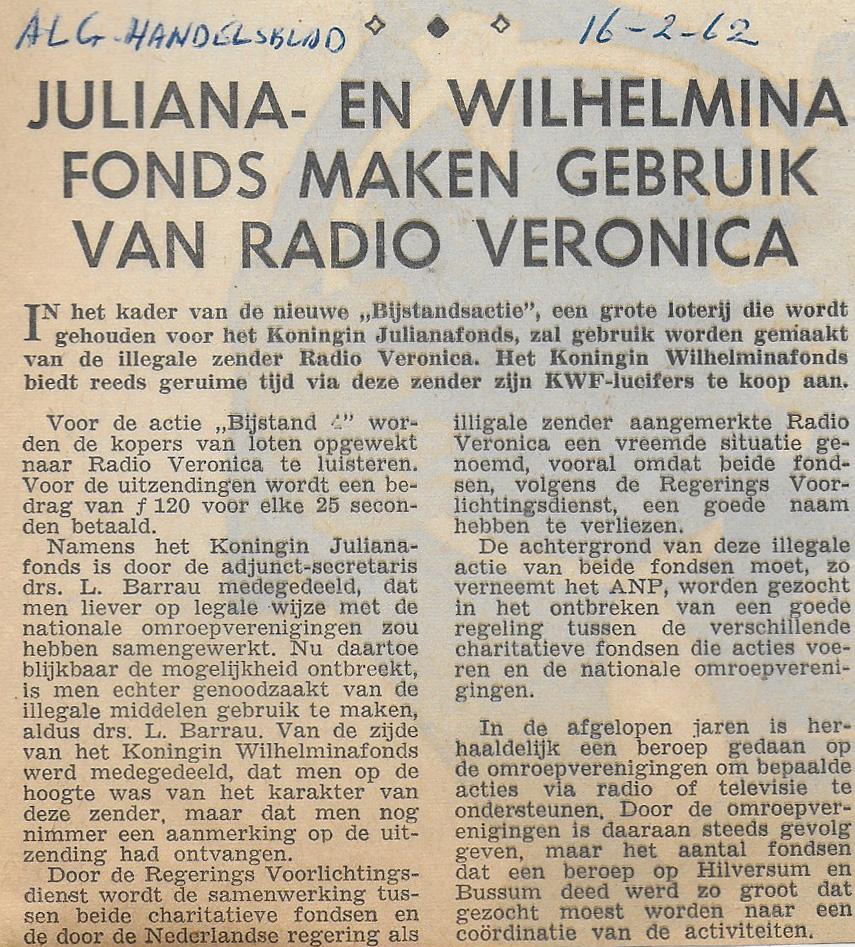 ALG. HANDELSBLAD 16-2-62
JULIANA- EN WILHELMINA
FONDS MAKEN GEBRUIK
VAN RADIO VERONICA
IN het kader van de nieuwe „Bijstandsactie”, een grote loterij die wordt
gehouden voor het Koningin Julianafonds, zal gebruik worden gemaakt
van de illegale zender Radio Veronica. Het Koningin Wilhelminafonds
biedt reeds geruime tijd via deze zender zijn KWF-lucifers te koop aan.
Voor de actie „Bijstand ” wor-
den de kopers van loten opgewekt
naar Radio Veronica te luisteren.
Voor de uitzendingen wordt een be-
drag van ƒ 120 voor elke 25 secon-
den betaald.
Namens het Koningin Juliana-
fonds is door de adjunct-secretaris
drs. L. Barrau medegedeeld, dat
men liever op legale wijze met de
nationale omroepverenigingen zou
hebben samengewerkt. Nu daartoe
blijkbaar de mogelijkheid ontbreekt,
is men echter genoodzaakt van de
illegale middelen gebruik te maken,
aldus drs. L. Barrau. Van de zijde
van het Koningin Wilhelminafonds
werd medegedeeld, dat men op de
hoogte was van het karakter van
deze zender, maar dat men nog
nimmer een aanmerking op de uit-
zending had ontvangen.
Door de Regerings Voorlichtings-
dienst wordt de samenwerking tus-
sen beide charitatieve fondsen en
de door de Nederlandse regering als
illigale zender aangemerkte Radio
Veronica een vreemde situatie ge-
noemd, vooral omdat beide fond-
sen, volgens de Regerings Voor-
lichtingsdienst, een goede naam
hebben te verliezen.
De achtergrond van deze illegale
actie van beide fondsen moet, zo
verneemt het ANP, worden gezocht
in het ontbreken van een goede
regeling tussen de verschillende
charitatieve fondsen die acties voe-
ren en de nationale omroepvereni-
gingen.
In de afgelopen jaren is her-
haaldelijk een beroep gedaan op
de omroepverenigingen om bepaalde
acties via radio of televisie te
ondersteunen. Door de omroepver-
enigingen is daaraan steeds gevolg
geven, maar het aantal fondsen
dat een beroep op Hilversum en
Bussum deed werd zo groot dat
gezocht moest worden naar een
coördinatie van de activiteiten.